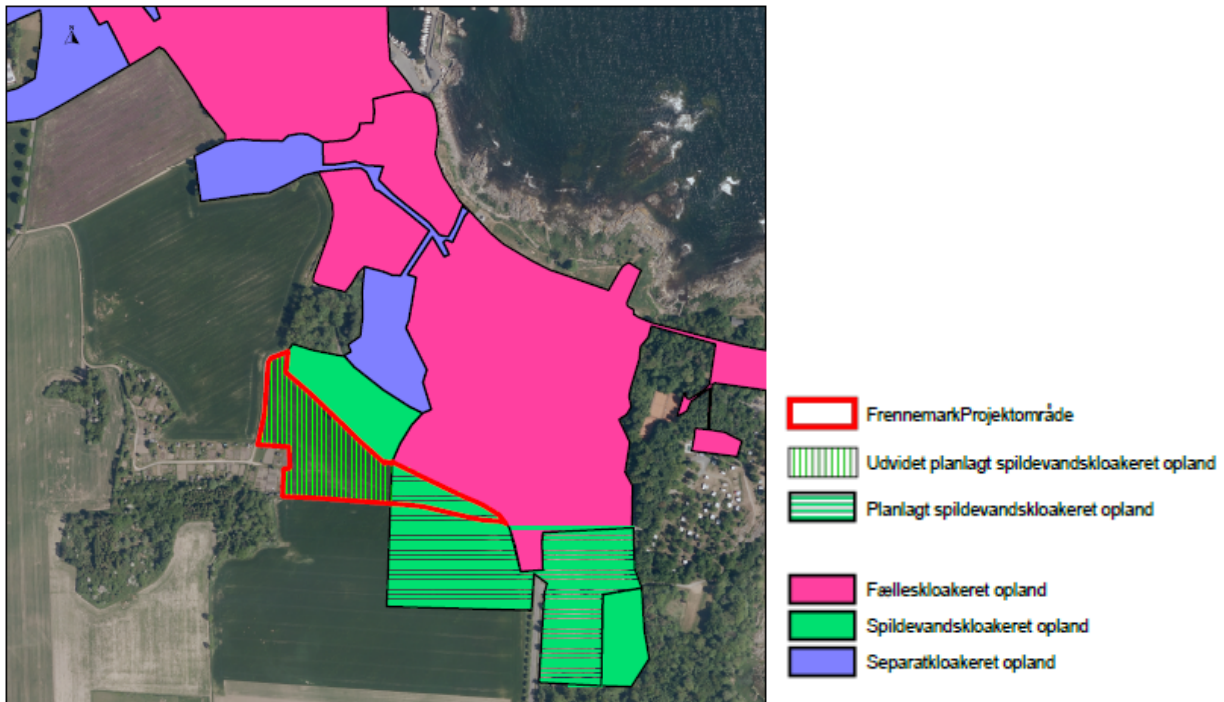 N
FrennemarkProjektområde
Udvidet planlagt spildevandskloakeret opland
Planlagt spildevandskloakeret opland
Fælleskloakeret opland
Spildevandskloakeret opland
Separatkloakeret opland